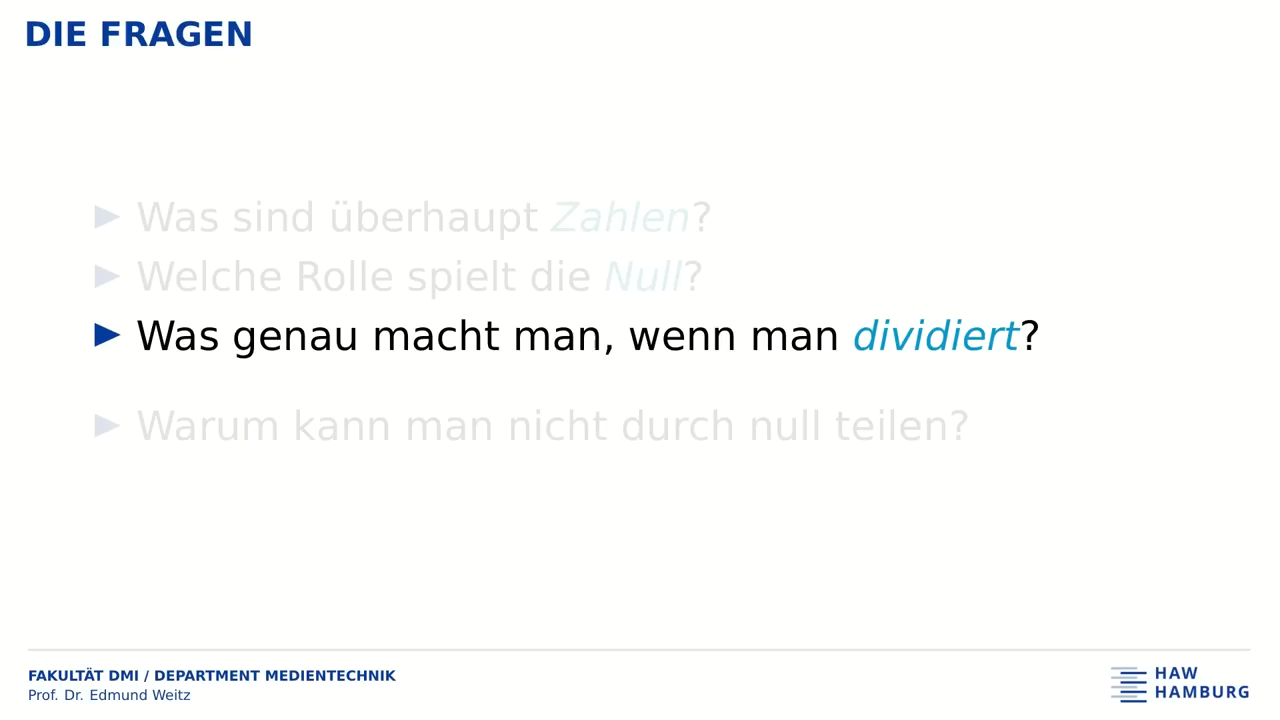 DIE FRAGEN
Was sind überhaupt Zahlen?
Welche Rolle spielt die Null?
Was genau macht man, wenn man dividiert?
Warum kann man nicht durch null teilen?
FAKULTÄT DMI / DEPARTMENT MEDIENTECHNIK
Prof. Dr. Edmund Weitz
HAW
HAMBURG